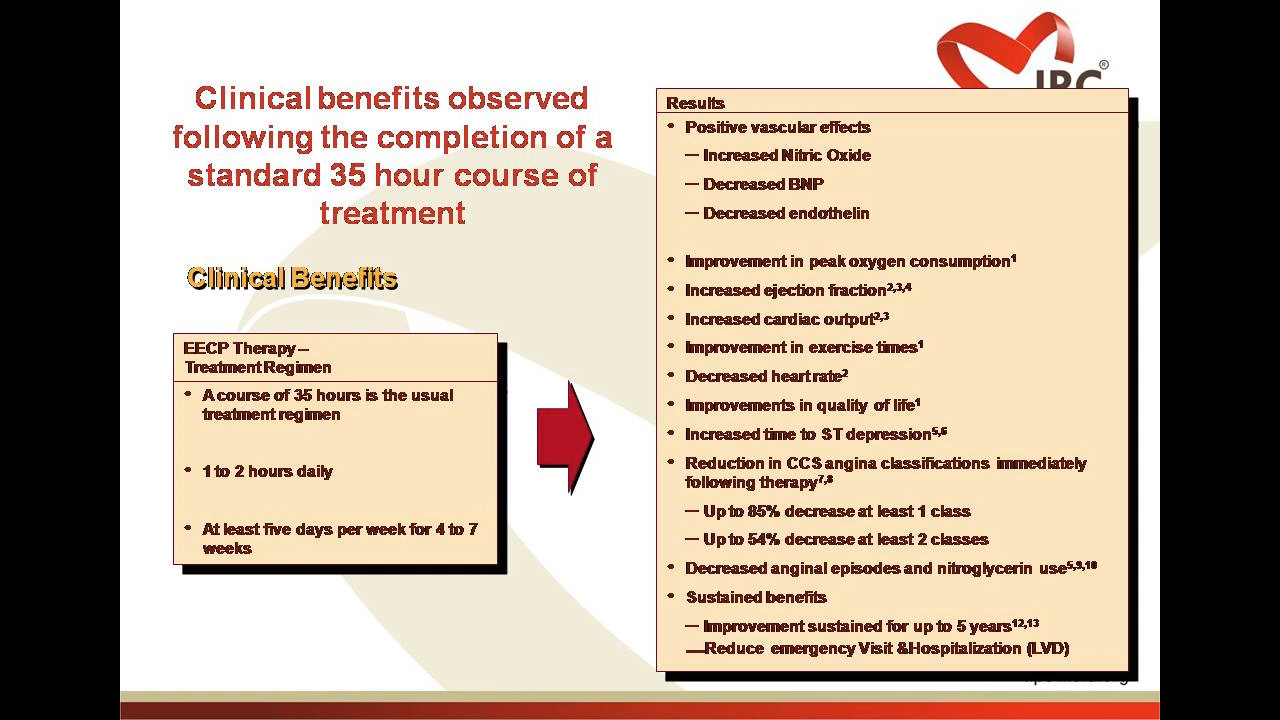 Clinical benefits observed
following the completion of a
standard 35 hour course of
treatment
Clinical Benefits
EECP Therapy–
Treatment Regimen
• A course of 35 hours is the usual
treatment regimen
• 1 to 2 hours daily
• At least five days per week for 4 to 7
weeks
®
Results
• Positive vascular effects
— Increased Nitric Oxide
— Decreased BNP
— Decreased endothelin
• Improvement in peak oxygen consumption¹
• Increased ejection fraction²,³,⁴
• Increased cardiac output²,³
• Improvement in exercise times¹
• Decreased heart rate²
• Improvements in quality of life¹
• Increased time to ST depression⁵,⁶
• Reduction in CCS angina classifications immediately
following therapy⁷,⁸
— Up to 85% decrease at least 1 class
— Up to 54% decrease at least 2 classes
• Decreased anginal episodes and nitroglycerin use⁵,⁹,¹⁰
• Sustained benefits
— Improvement sustained for up to 5 years¹²,¹³
—Reduce emergency Visit &Hospitalization (LVD)